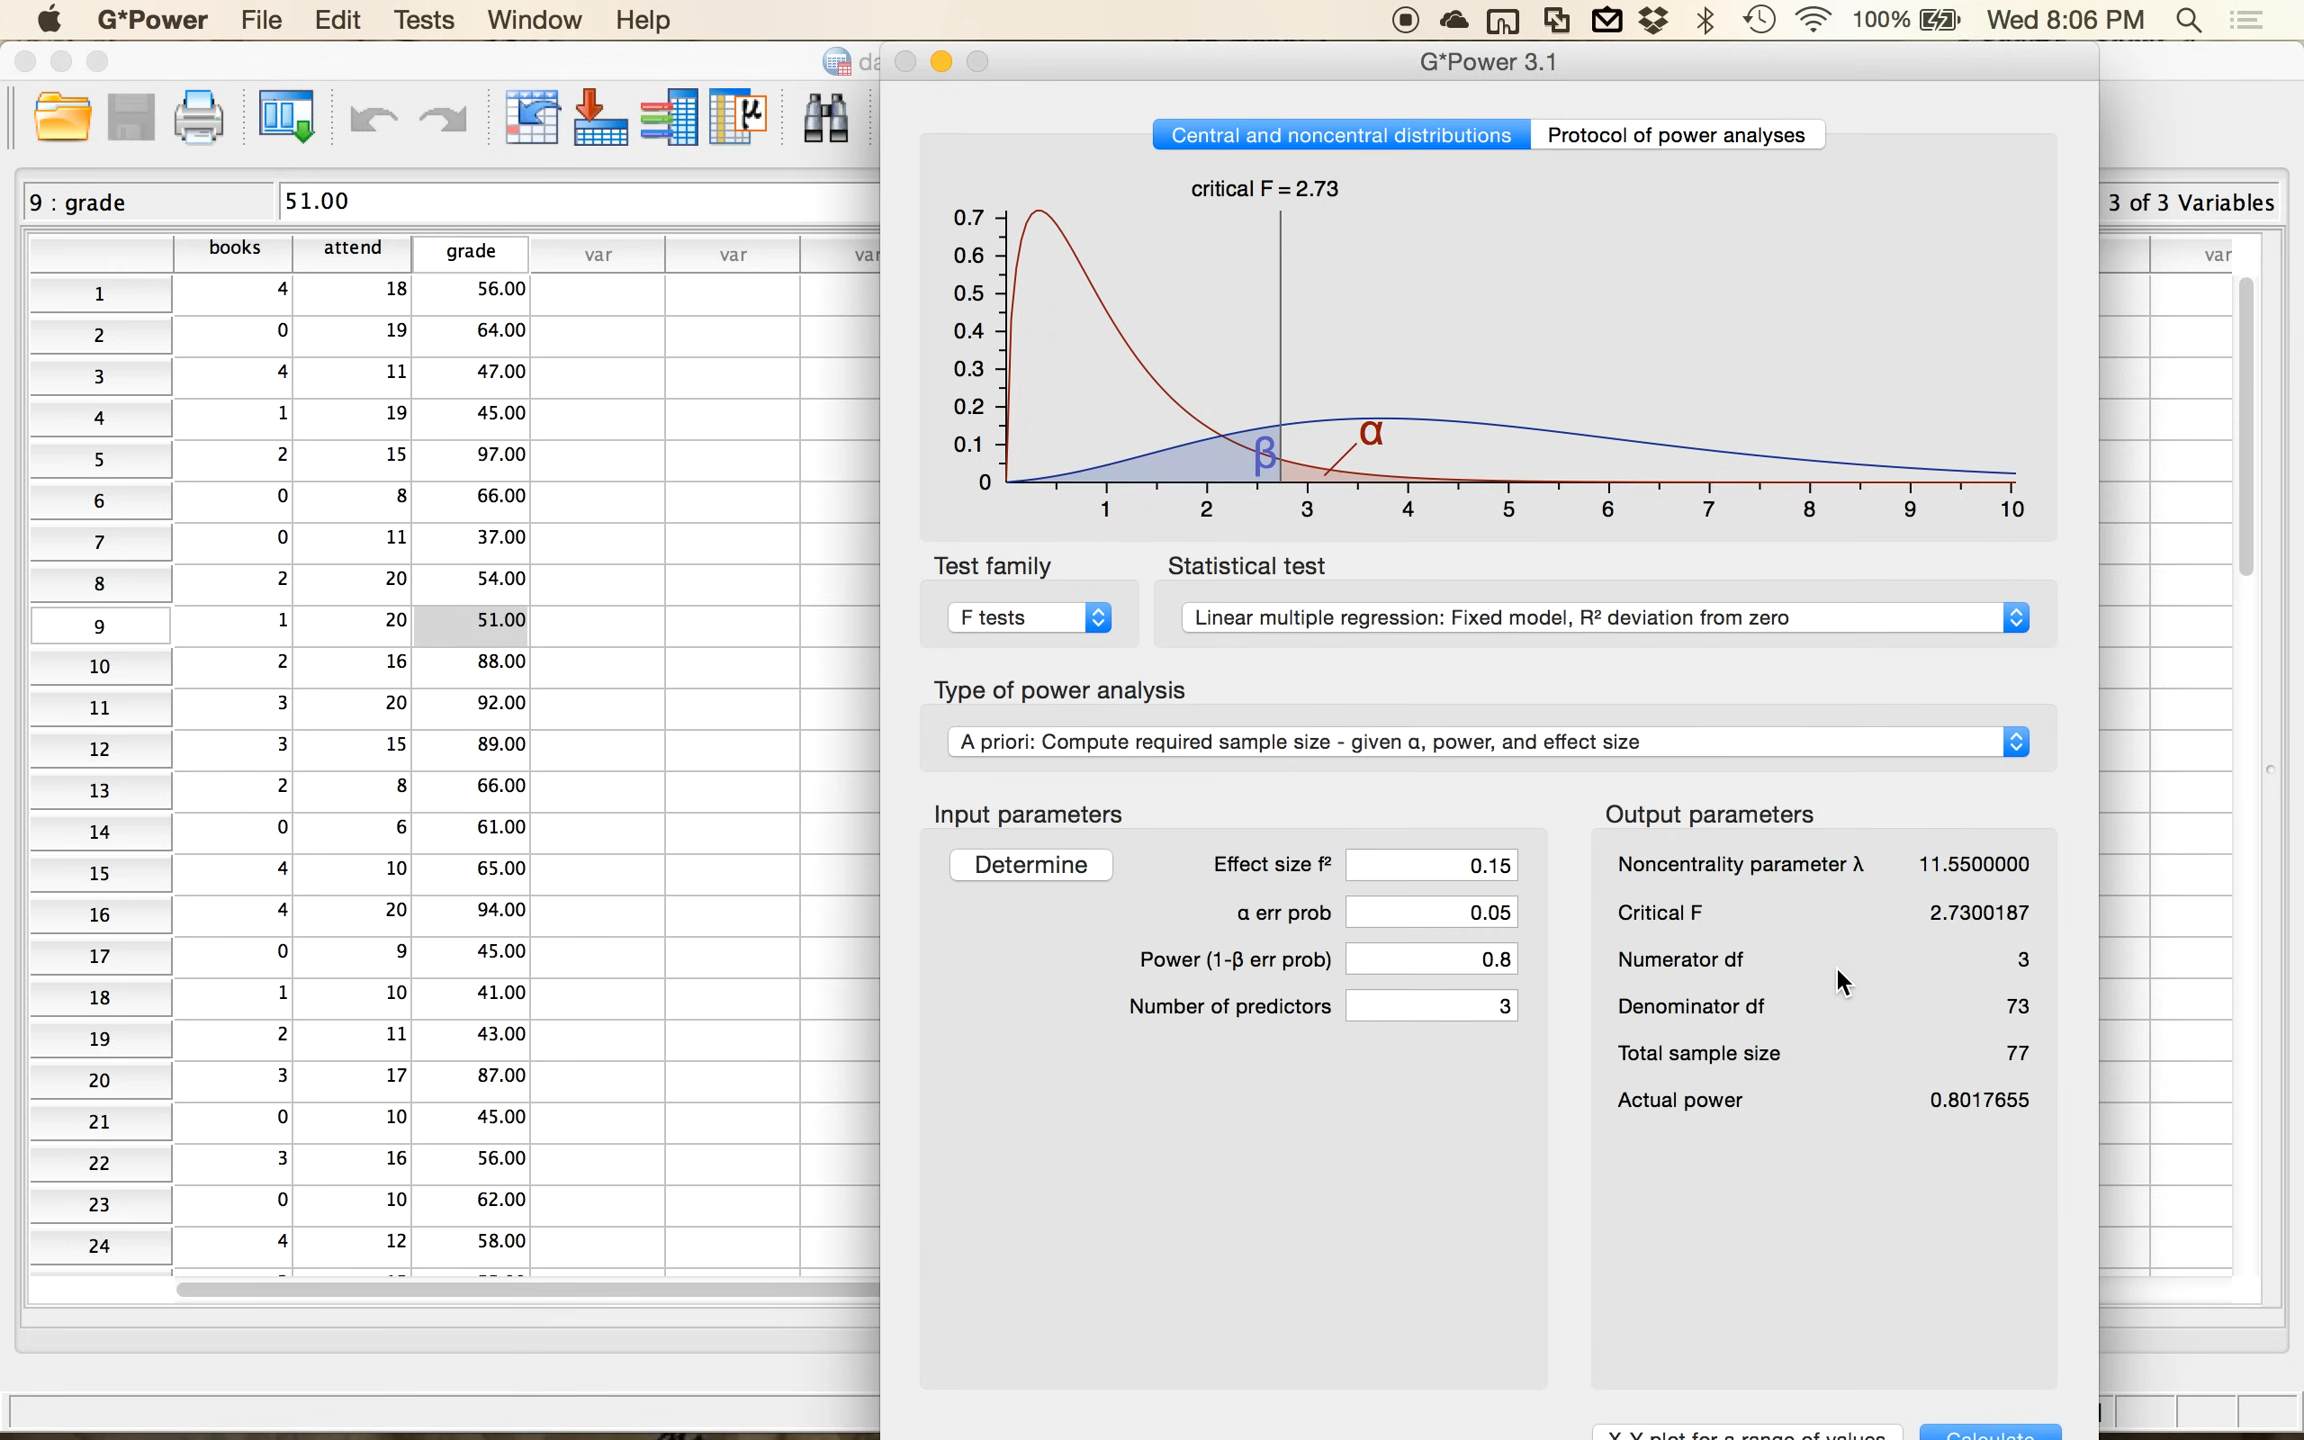 G*Power File Edit Tests Window Help 100% Wed 8:06 PM
G*Power 3.1
9 : grade 51.00
3 of 3 Variables
books attend grade var var var
1 4 18 56.00
2 0 19 64.00
3 4 11 47.00
4 1 19 45.00
5 2 15 97.00
6 0 8 66.00
7 0 11 37.00
8 2 20 54.00
9 1 20 51.00
10 2 16 88.00
11 3 20 92.00
12 3 15 89.00
13 2 8 66.00
14 0 6 61.00
15 4 10 65.00
16 4 20 94.00
17 0 9 45.00
18 1 10 41.00
19 2 11 43.00
20 3 17 87.00
21 0 10 45.00
22 3 16 56.00
23 0 10 62.00
24 4 12 58.00
Central and noncentral distributions Protocol of power analyses
critical F = 2.73
0.7
0.6
0.5
0.4
0.3
0.2
0.1
0
β α
1 2 3 4 5 6 7 8 9 10
Test family Statistical test
F tests Linear multiple regression: Fixed model, R² deviation from zero
Type of power analysis
A priori: Compute required sample size - given α, power, and effect size
Input parameters
Determine Effect size f² 0.15
α err prob 0.05
Power (1-β err prob) 0.8
Number of predictors 3
Output parameters
Noncentrality parameter λ 11.5500000
Critical F 2.7300187
Numerator df 3
Denominator df 73
Total sample size 77
Actual power 0.8017655
X-Y plot for a range of values Calculate
var